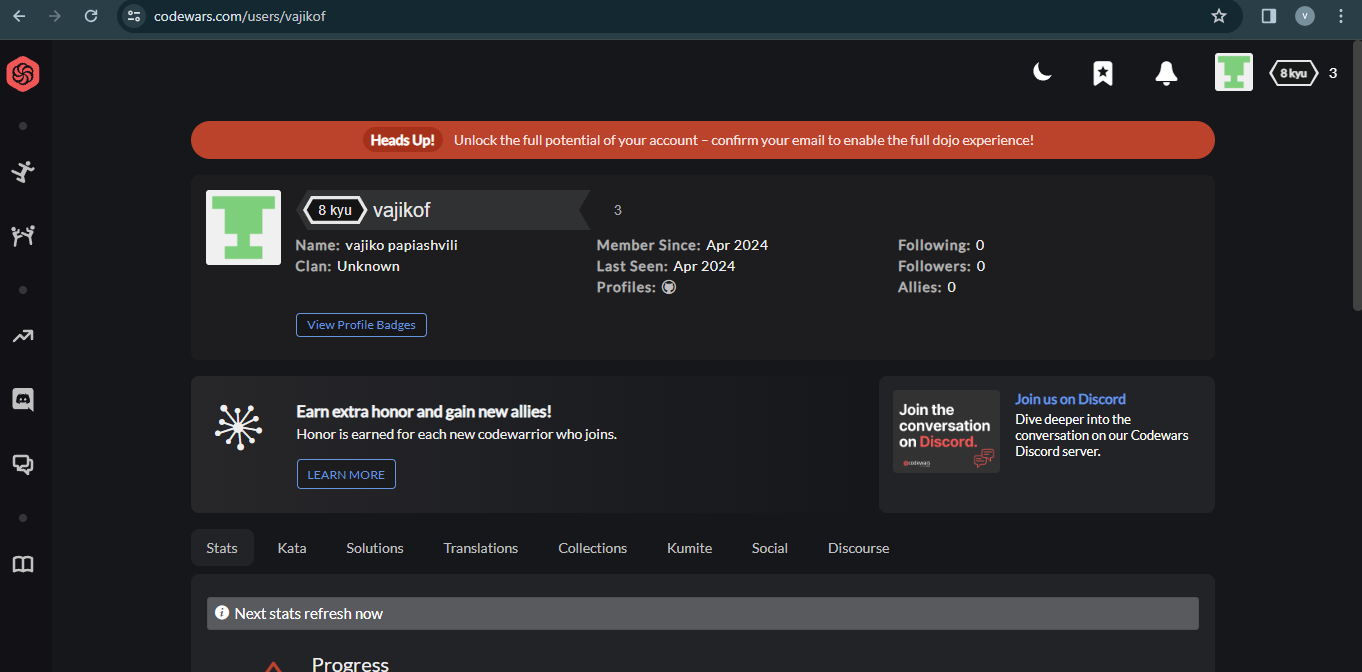 codewars.com/users/vajikof
V
8 kyu
3
Heads Up! Unlock the full potential of your account – confirm your email to enable the full dojo experience!
8 kyu vajikof
3
Name: vajiko papiashvili
Clan: Unknown
Member Since: Apr 2024
Last Seen: Apr 2024
Profiles:
Following: 0
Followers: 0
Allies: 0
View Profile Badges
Earn extra honor and gain new allies!
Honor is earned for each new codewarrior who joins.
LEARN MORE
Join the
conversation
on Discord.
codewars
Join us on Discord
Dive deeper into the
conversation on our Codewars
Discord server.
Stats Kata Solutions Translations Collections Kumite Social Discourse
Next stats refresh now
Progress